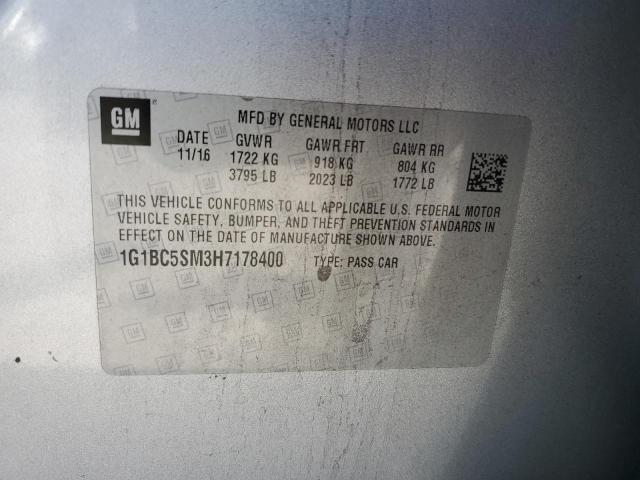 GM
MFD BY GENERAL MOTORS LLC
DATE GVWR GAWR FRT GAWR RR
11/16 1722 KG 918 KG 804 KG
3795 LB 2023 LB 1772 LB
THIS VEHICLE CONFORMS TO ALL APPLICABLE U.S. FEDERAL MOTOR
VEHICLE SAFETY, BUMPER, AND THEFT PREVENTION STANDARDS IN
EFFECT ON THE DATE OF MANUFACTURE SHOWN ABOVE.
1G1BC5SM3H7178400 TYPE: PASS CAR